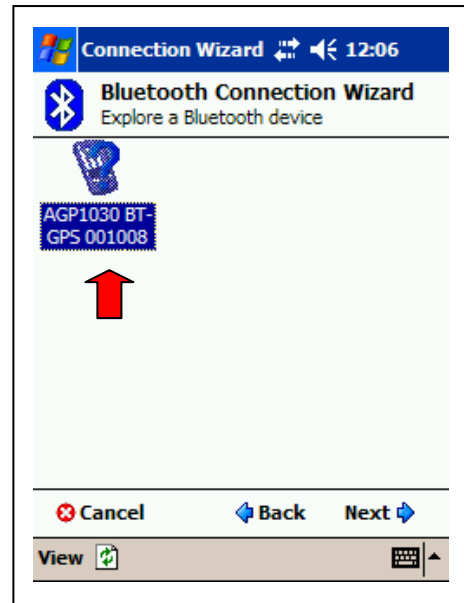 Connection Wizard 12:06
Bluetooth Connection Wizard
Explore a Bluetooth device
AGP1030 BT-
GPS 001008
Cancel Back Next
View